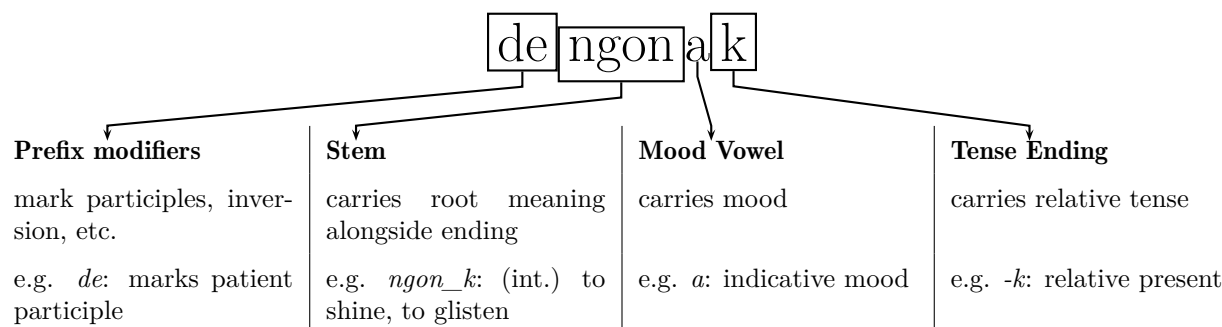 de ngon a k
Prefix modifiers
mark participles, inver-
sion, etc.
e.g. de: marks patient
participle
Stem
carries root meaning
alongside ending
e.g. ngon_k: (int.) to
shine, to glisten
Mood Vowel
carries mood
e.g. a: indicative mood
Tense Ending
carries relative tense
e.g. -k: relative present